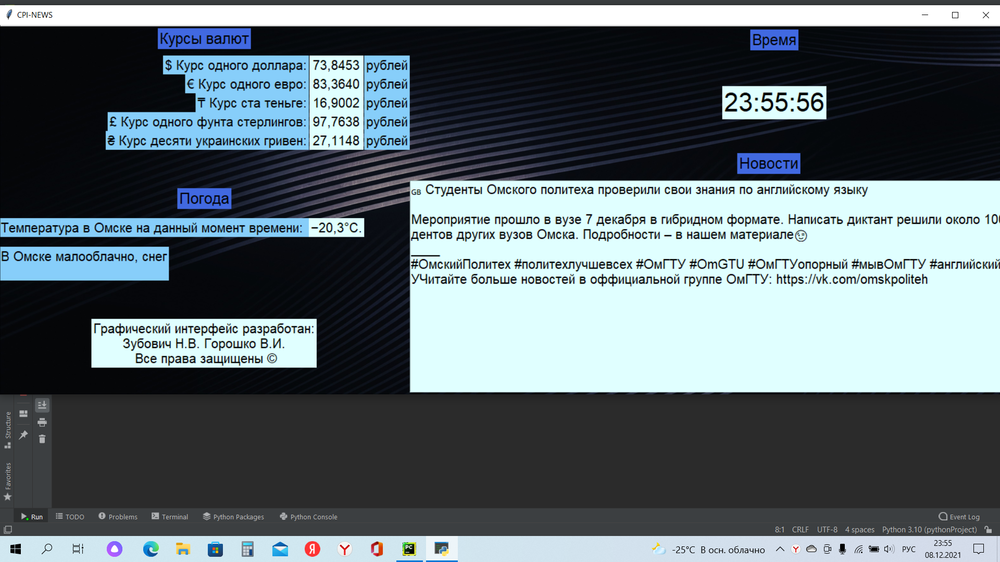 CPI-NEWS
Курсы валют
$ Курс одного доллара: 73,8453 рублей
€ Курс одного евро: 83,3640 рублей
₸ Курс ста теньге: 16,9002 рублей
£ Курс одного фунта стерлингов: 97,7638 рублей
₴ Курс десяти украинских гривен: 27,1148 рублей
Погода
Температура в Омске на данный момент времени: −20,3°C.
В Омске малооблачно, снег
Графический интерфейс разработан:
Зубович Н.В. Горошко В.И.
Все права защищены ©
Время
23:55:56
Новости
GB Студенты Омского политеха проверили свои знания по английскому языку
Мероприятие прошло в вузе 7 декабря в гибридном формате. Написать диктант решили около
дентов других вузов Омска. Подробности – в нашем материале😉
____
#ОмскийПолитех #политехлучшевсех #ОмГТУ #OmGTU #ОмГТУопорный #мывОмГТУ #английский
УЧитайте больше новостей в оффициальной группе ОмГТУ: https://vk.com/omskpoliteh
Structure
Favorites
Run TODO Problems Terminal Python Packages Python Console Event Log
8:1 CRLF UTF-8 4 spaces Python 3.10 (pythonProject)
-25°C В осн. облачно РУС 23:55
08.12.2021